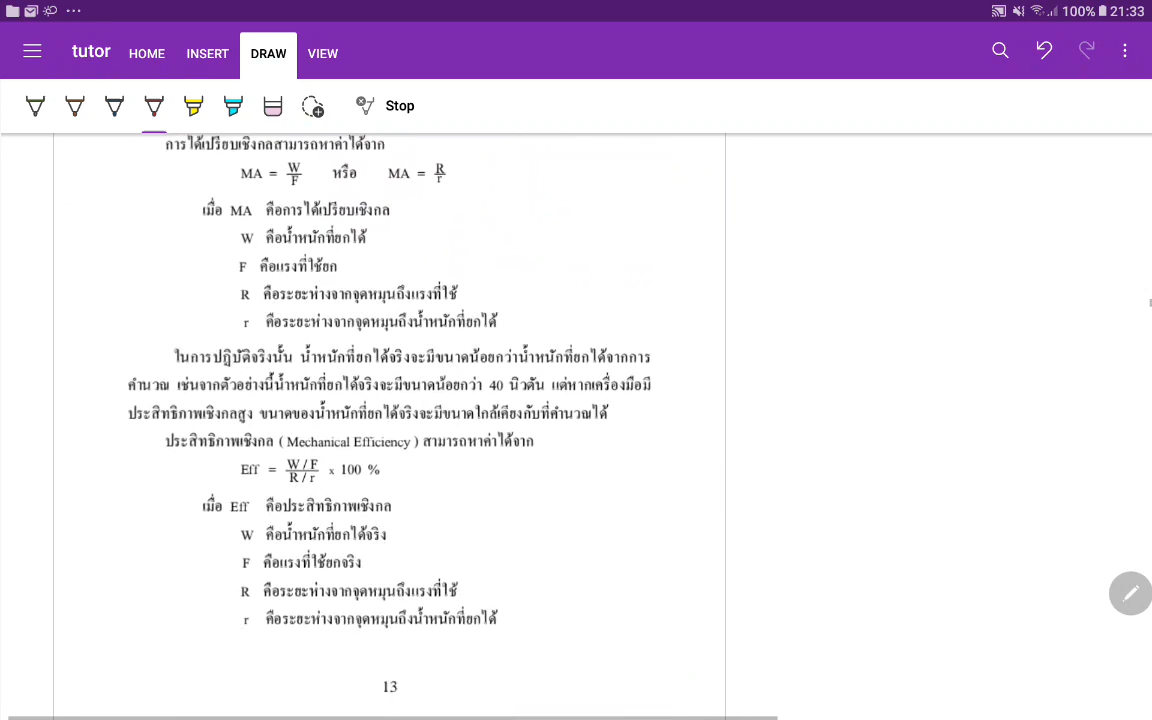 100% 21:33
tutor HOME INSERT DRAW VIEW
Stop
การได้เปรียบเชิงกลสามารถหาค่าได้จาก
MA = W/F หรือ MA = R/r
เมื่อ MA คือการได้เปรียบเชิงกล
W คือน้ำหนักที่ยกได้
F คือแรงที่ใช้ยก
R คือระยะห่างจากจุดหมุนถึงแรงที่ใช้
r คือระยะห่างจากจุดหมุนถึงน้ำหนักที่ยกได้
ในการปฏิบัติจริงนั้น น้ำหนักที่ยกได้จริงจะมีขนาดน้อยกว่าน้ำหนักที่ยกได้จากการ
คำนวณ เช่นจากตัวอย่างนี้น้ำหนักที่ยกได้จริงจะมีขนาดน้อยกว่า 40 นิวตัน แต่หากเครื่องมือมี
ประสิทธิภาพเชิงกลสูง ขนาดของน้ำหนักที่ยกได้จริงจะมีขนาดใกล้เคียงกับที่คำนวณได้
ประสิทธิภาพเชิงกล ( Mechanical Efficiency ) สามารถหาค่าได้จาก
Eff = W / F
R / r x 100 %
เมื่อ Eff คือประสิทธิภาพเชิงกล
W คือน้ำหนักที่ยกได้จริง
F คือแรงที่ใช้ยกจริง
R คือระยะห่างจากจุดหมุนถึงแรงที่ใช้
r คือระยะห่างจากจุดหมุนถึงน้ำหนักที่ยกได้
13